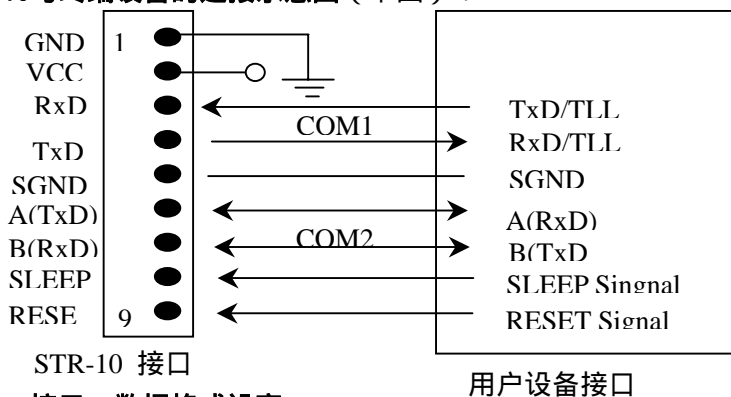 GND 1
VCC
RxD TxD/TLL
COM1
TxD RxD/TLL
SGND SGND
A(TxD) A(RxD)
B(RxD) COM2 B(TxD
SLEEP SLEEP Singnal
RESE 9 RESET Signal
STR-10 接口
用户设备接口